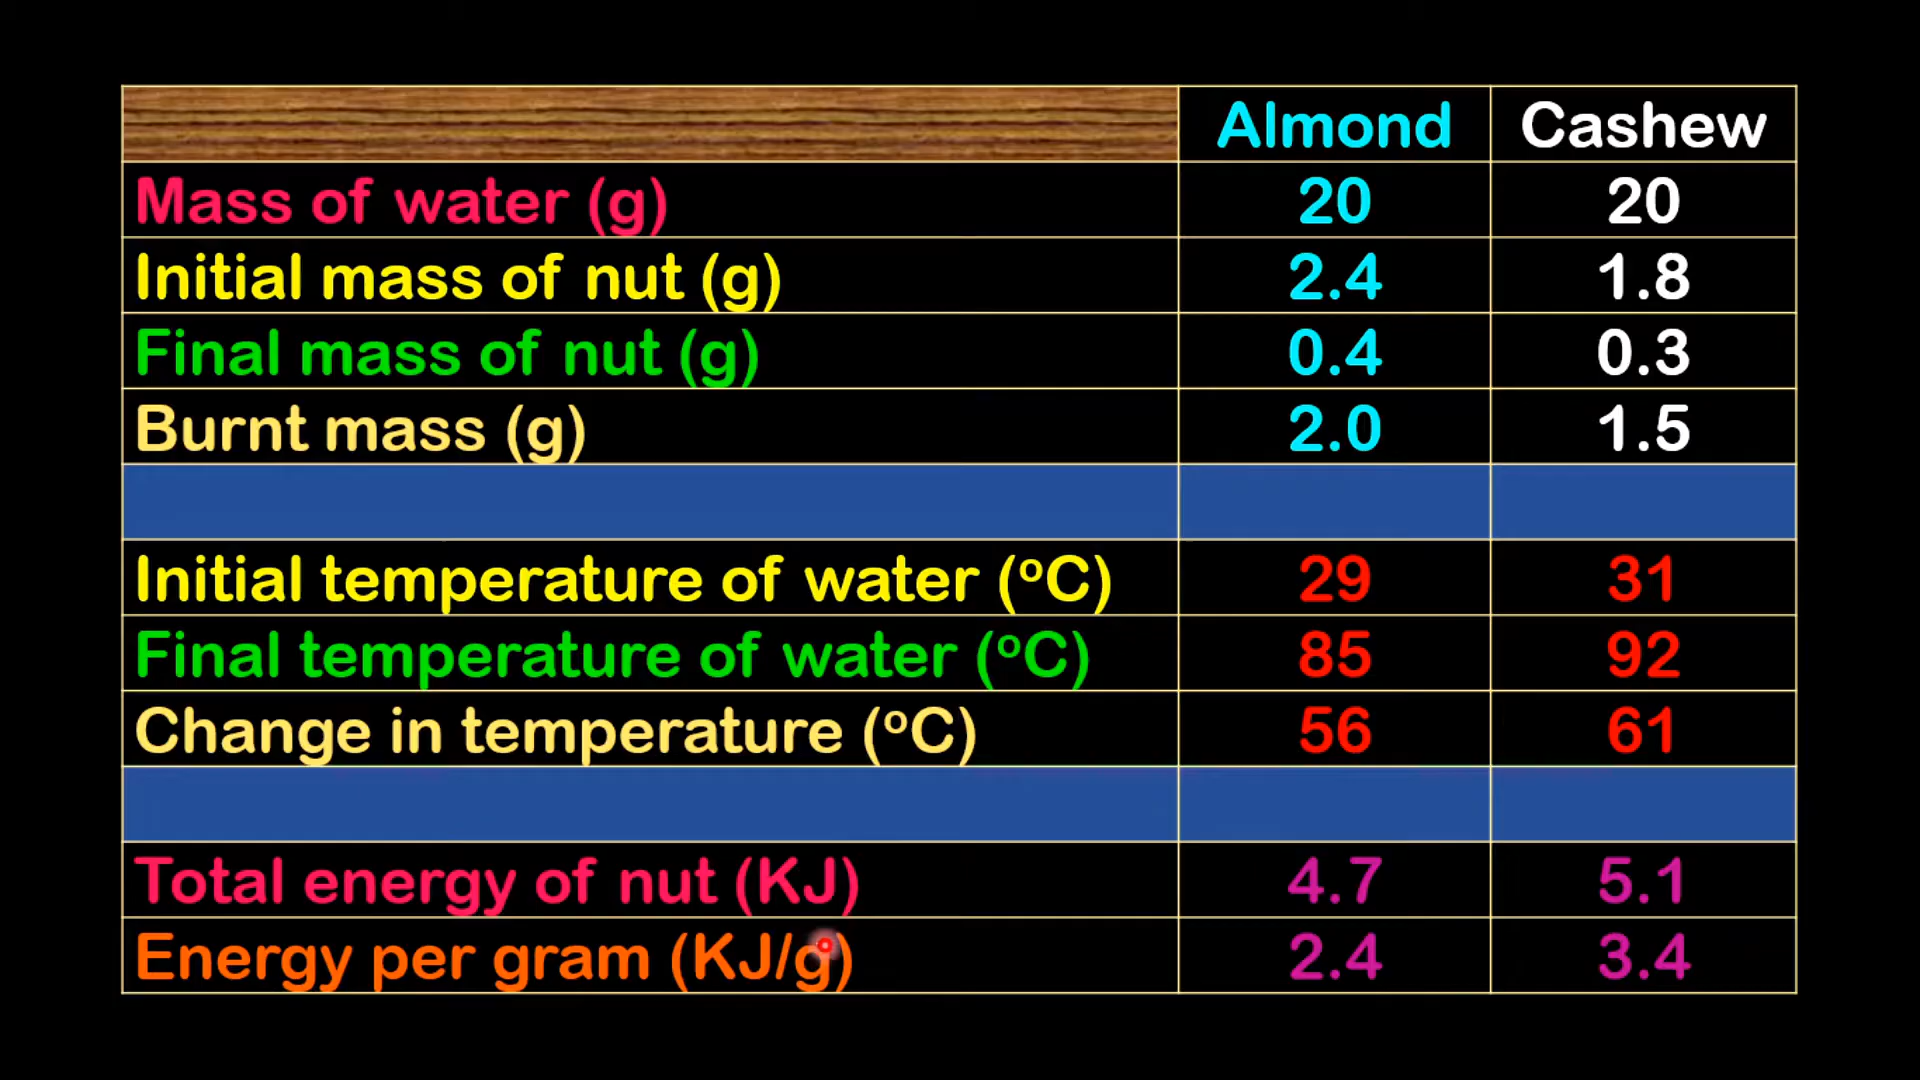 Almond Cashew
Mass of water (g) 20 20
Initial mass of nut (g) 2.4 1.8
Final mass of nut (g) 0.4 0.3
Burnt mass (g) 2.0 1.5
Initial temperature of water (°C) 29 31
Final temperature of water (°C) 85 92
Change in temperature (°C) 56 61
Total energy of nut (KJ) 4.7 5.1
Energy per gram (KJ/g) 2.4 3.4